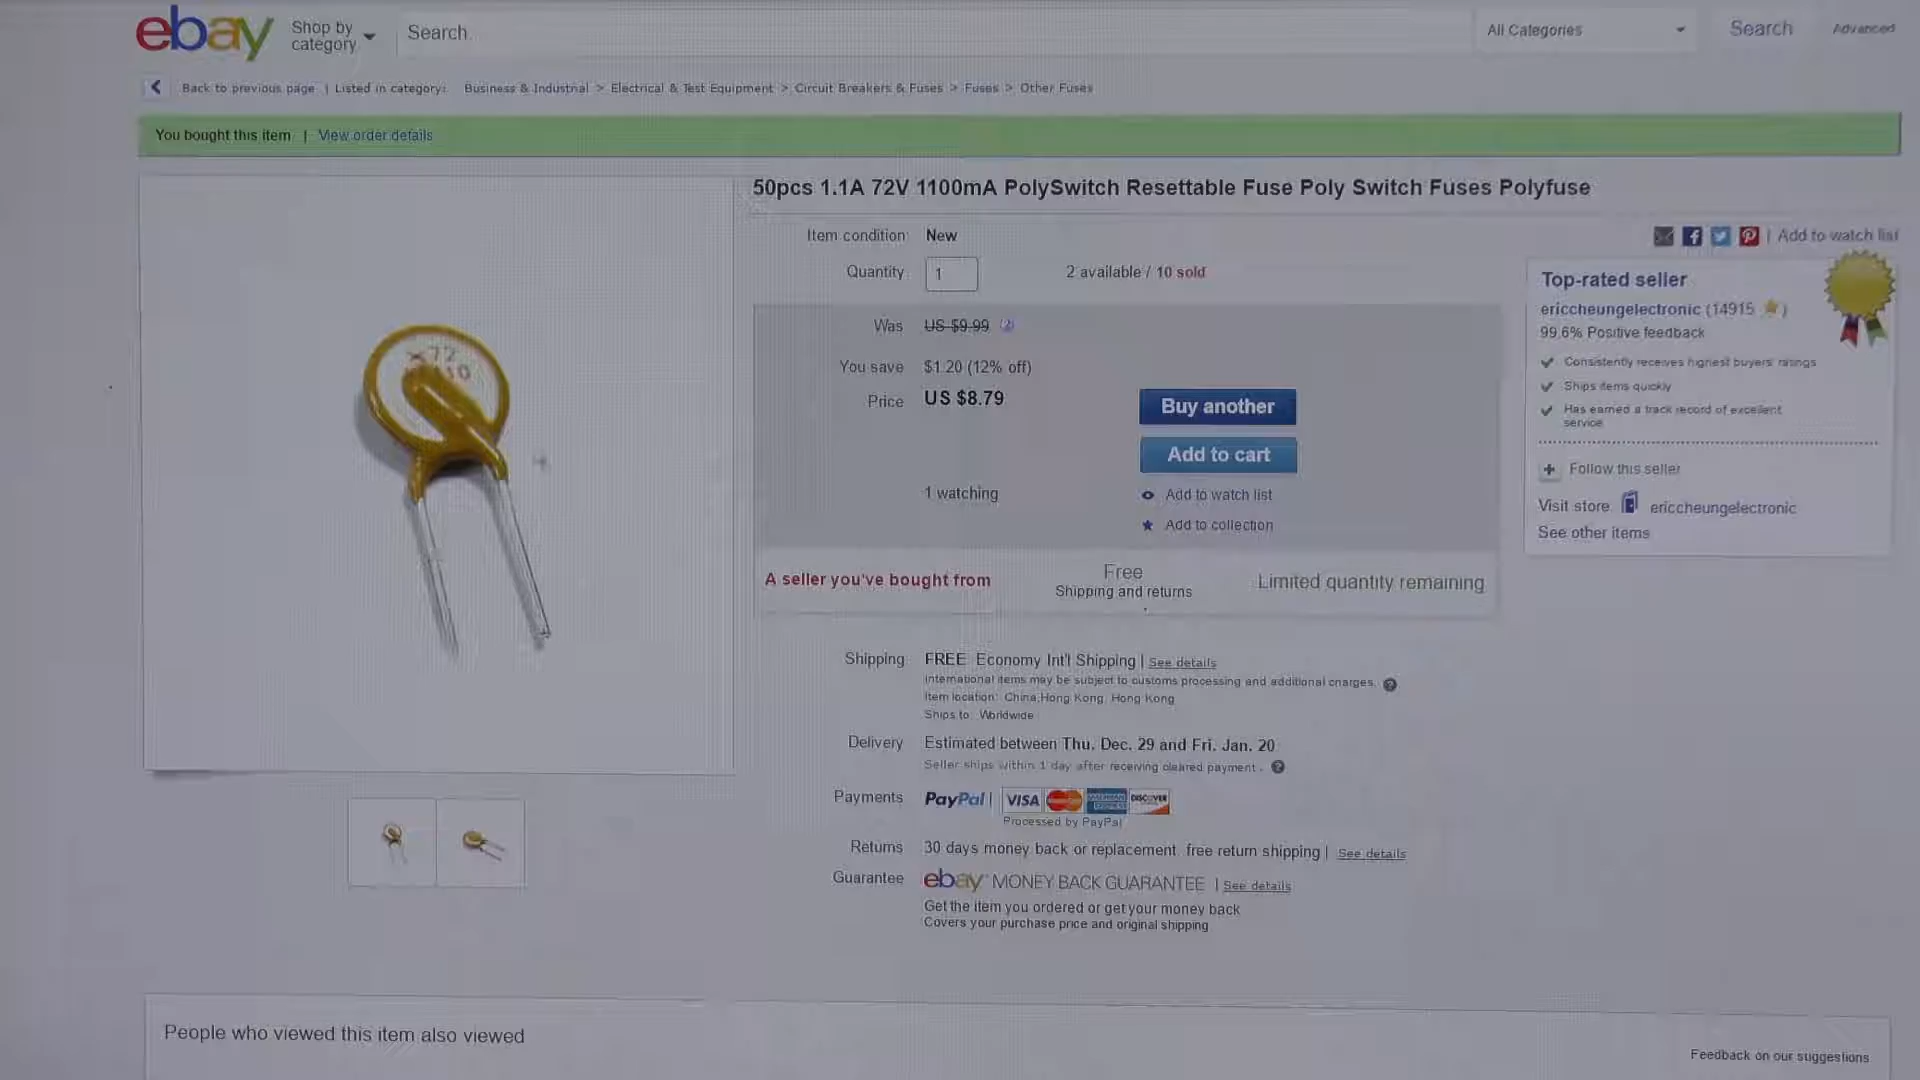 ebay
Shop by category
Search
All Categories
Search
Advanced
Back to previous page | Listed in category: Business & Industrial > Electrical & Test Equipment > Circuit Breakers & Fuses > Fuses > Other Fuses
You bought this item | View order details
50pcs 1.1A 72V 1100mA PolySwitch Resettable Fuse Poly Switch Fuses Polyfuse
Item condition: New
| Add to watch list
Quantity: 1
2 available / 10 sold
Was US $9.99
You save $1.20 (12% off)
Price US $8.79
Buy another
Add to cart
1 watching
Add to watch list
Add to collection
A seller you've bought from
Free
Shipping and returns
Limited quantity remaining
Top-rated seller
ericcheungelectronic (14915 )
99.6% Positive feedback
Consistently receives highest buyers' ratings
Ships items quickly
Has earned a track record of excellent
service
Follow this seller
Visit store: ericcheungelectronic
See other items
72
Shipping: FREE Economy Int'l Shipping | See details
International items may be subject to customs processing and additional charges.
Item location: China,Hong Kong, Hong Kong
Ships to: Worldwide
Delivery: Estimated between Thu. Dec. 29 and Fri. Jan. 20
Seller ships within 1 day after receiving cleared payment.
Payments: PayPal | VISA DISCOVER
Processed by PayPal
Returns: 30 days money back or replacement, free return shipping | See details
Guarantee: ebay MONEY BACK GUARANTEE | See details
Get the item you ordered or get your money back
Covers your purchase price and original shipping
People who viewed this item also viewed
Feedback on our suggestions